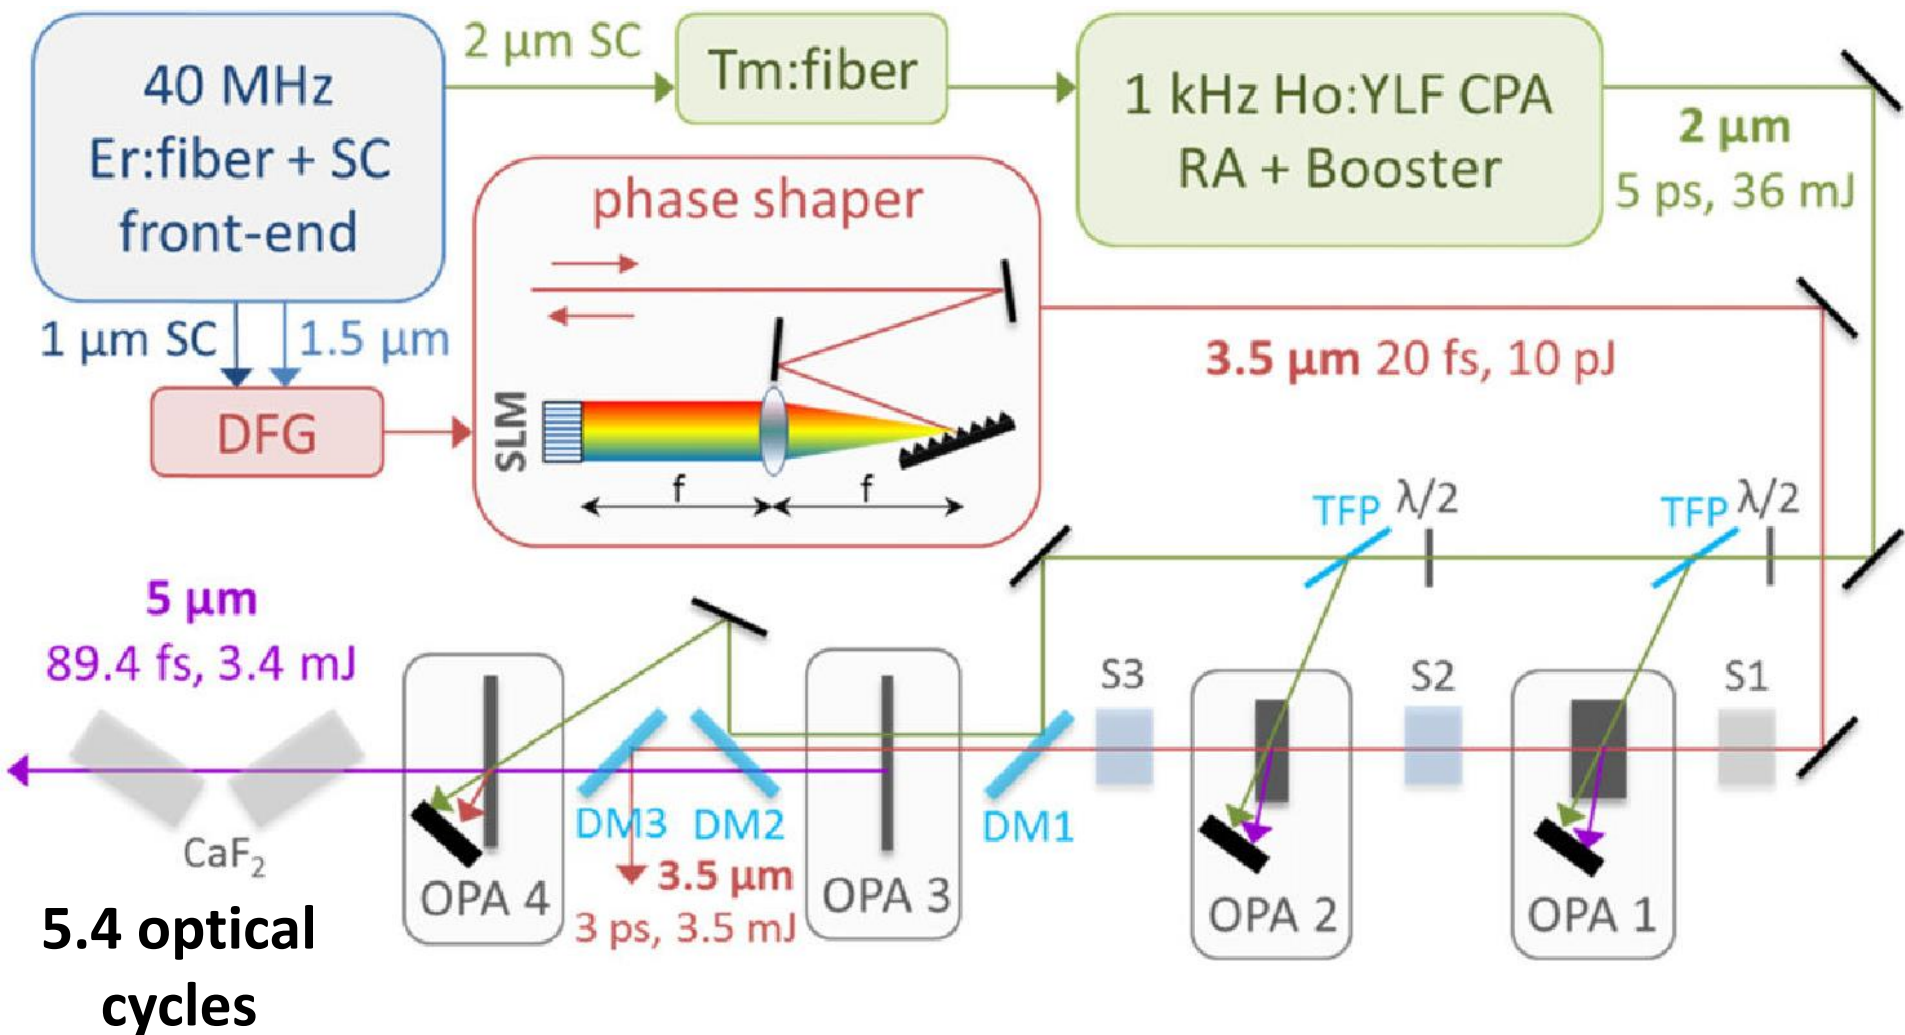 40 MHz
Er:fiber + SC
front-end
2 µm SC
Tm:fiber
1 kHz Ho:YLF CPA
RA + Booster
2 µm
5 ps, 36 mJ
1 µm SC
1.5 µm
DFG
phase shaper
SLM
f
f
3.5 µm 20 fs, 10 pJ
TFP
λ/2
TFP
λ/2
5 µm
89.4 fs, 3.4 mJ
CaF₂
5.4 optical
cycles
OPA 4
DM3
DM2
3.5 µm
3 ps, 3.5 mJ
OPA 3
DM1
S3
OPA 2
S2
OPA 1
S1